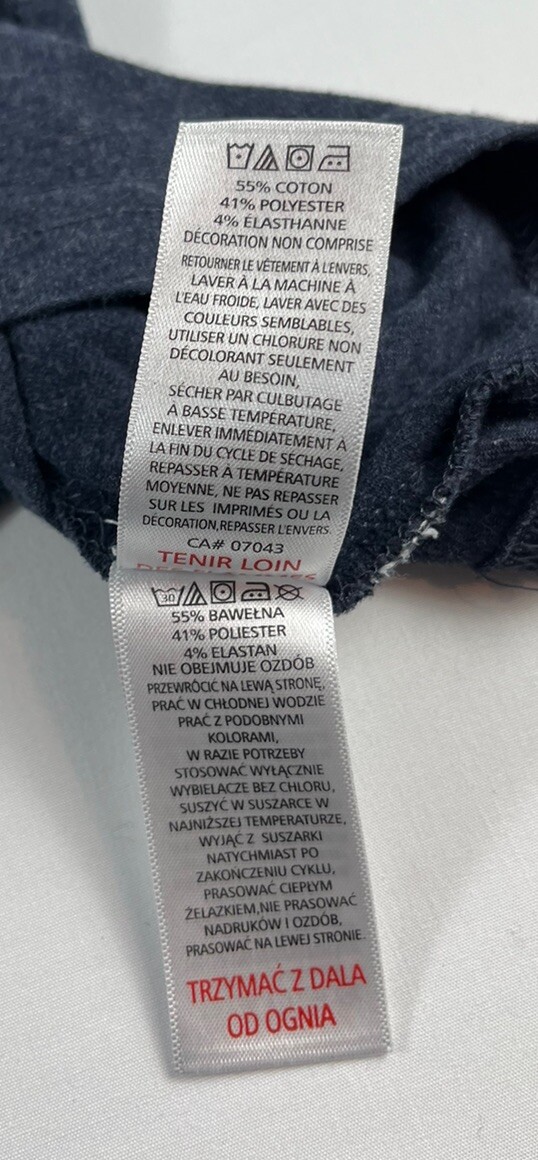 55% COTON
41% POLYESTER
4% ÉLASTHANNE
DÉCORATION NON COMPRISE
RETOURNER LE VÊTEMENT À L'ENVERS,
LAVER À LA MACHINE À
L'EAU FROIDE, LAVER AVEC DES
COULEURS SEMBLABLES,
UTILISER UN CHLORURE NON
DÉCOLORANT SEULEMENT
AU BESOIN,
SÉCHER PAR CULBUTAGE
À BASSE TEMPÉRATURE,
ENLEVER IMMÉDIATEMENT À
LA FIN DU CYCLE DE SÉCHAGE,
REPASSER À TEMPÉRATURE
MOYENNE, NE PAS REPASSER
SUR LES IMPRIMÉS OU LA
DÉCORATION,REPASSER L'ENVERS.
CA# 07043
TENIR LOIN
30
55% BAWEŁNA
41% POLIESTER
4% ELASTAN
NIE OBEJMUJE OZDÓB
PRZEWRÓCIĆ NA LEWĄ STRONĘ,
PRAĆ W CHŁODNEJ WODZIE
PRAĆ Z PODOBNYMI
KOLORAMI,
W RAZIE POTRZEBY
STOSOWAĆ WYŁĄCZNIE
WYBIELACZE BEZ CHLORU,
SUSZYĆ W SUSZARCE W
NAJNIŻSZEJ TEMPERATURZE,
WYJĄĆ Z SUSZARKI
NATYCHMIAST PO
ZAKOŃCZENIU CYKLU,
PRASOWAĆ CIEPŁYM
ŻELAZKIEM,NIE PRASOWAĆ
NADRUKÓW I OZDÓB,
PRASOWAĆ NA LEWEJ STRONIE.
TRZYMAĆ Z DALA
OD OGNIA